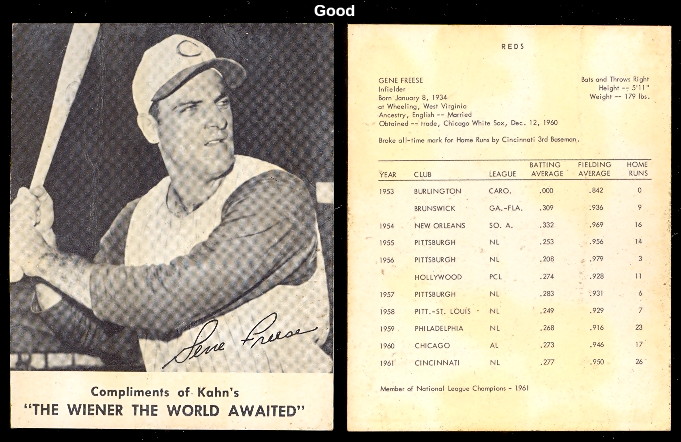 Good
C
Gene Freese
Compliments of Kahn's
"THE WIENER THE WORLD AWAITED"
REDS
GENE FREESE
Infielder
Born January 8, 1934
at Wheeling, West Virginia
Ancestry, English -- Married
Obtained -- trade, Chicago White Sox, Dec. 12, 1960
Bats and Throws Right
Height -- 5'11"
Weight -- 179 lbs.
Broke all-time mark for Home Runs by Cincinnati 3rd Baseman.
YEAR CLUB LEAGUE BATTING AVERAGE FIELDING AVERAGE HOME RUNS
1953 BURLINGTON CARO. .000 .842 0
BRUNSWICK GA.-FLA. .309 .936 9
1954 NEW ORLEANS SO. A. .332 .969 16
1955 PITTSBURGH NL .253 .956 14
1956 PITTSBURGH NL .208 .979 3
HOLLYWOOD PCL .274 .928 11
1957 PITTSBURGH NL .283 .931 6
1958 PITT.-ST. LOUIS NL .249 .929 7
1959 PHILADELPHIA NL .268 .916 23
1960 CHICAGO AL .273 .946 17
1961 CINCINNATI NL .277 .950 26
Member of National League Champions - 1961